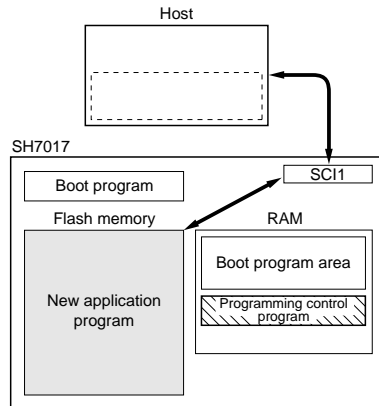 Host
SH7017
SCI1
Boot program
Flash memory
RAM
Boot program area
New application
program
Programming control
program